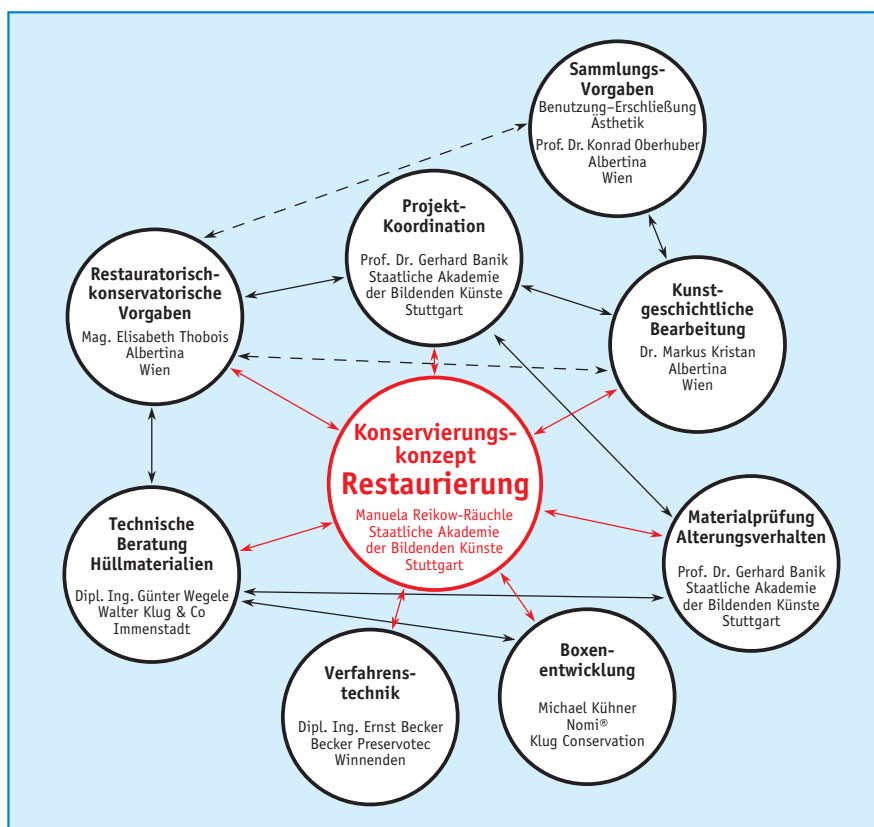 Sammlungs-
Vorgaben
Benutzung–Erschließung
Ästhetik
Prof. Dr. Konrad Oberhuber
Albertina
Wien
Projekt-
Koordination
Prof. Dr. Gerhard Banik
Staatliche Akademie
der Bildenden Künste
Stuttgart
Restauratorisch-
konservatorische
Vorgaben
Mag. Elisabeth Thobois
Albertina
Wien
Kunst-
geschichtliche
Bearbeitung
Dr. Markus Kristan
Albertina
Wien
Konservierungs-
konzept
Restaurierung
Manuela Reikow-Räuchle
Staatliche Akademie
der Bildenden Künste
Stuttgart
Technische
Beratung
Hüllmaterialien
Dipl. Ing. Günter Wegele
Walter Klug & Co
Immenstadt
Materialprüfung
Alterungsverhalten
Prof. Dr. Gerhard Banik
Staatliche Akademie
der Bildenden Künste
Stuttgart
Verfahrens-
technik
Dipl. Ing. Ernst Becker
Becker Preservotec
Winnenden
Boxen-
entwicklung
Michael Kühner
Nomi®
Klug Conservation